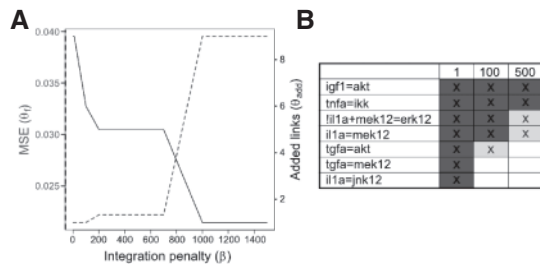 A
B
0.040
0.035
0.030
0.025
MSE (θf)
8
6
4
2
Added links (θadd)
0 200 400 600 800 1000 1200 1400
Integration penalty (β)
1 100 500
igf1=akt X X X
tnfa=ikk X X X
!il1a+mek12=erk12 X X X
il1a=mek12 X X X
tgfa=akt X X
tgfa=mek12 X
il1a=jnk12 X